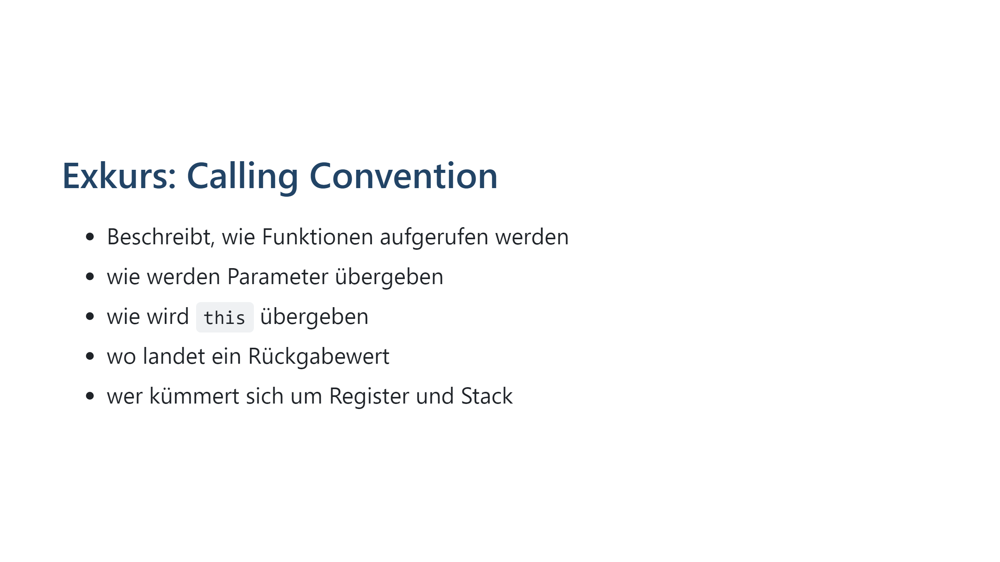 Exkurs: Calling Convention
Beschreibt, wie Funktionen aufgerufen werden
wie werden Parameter übergeben
wie wird this übergeben
wo landet ein Rückgabewert
wer kümmert sich um Register und Stack